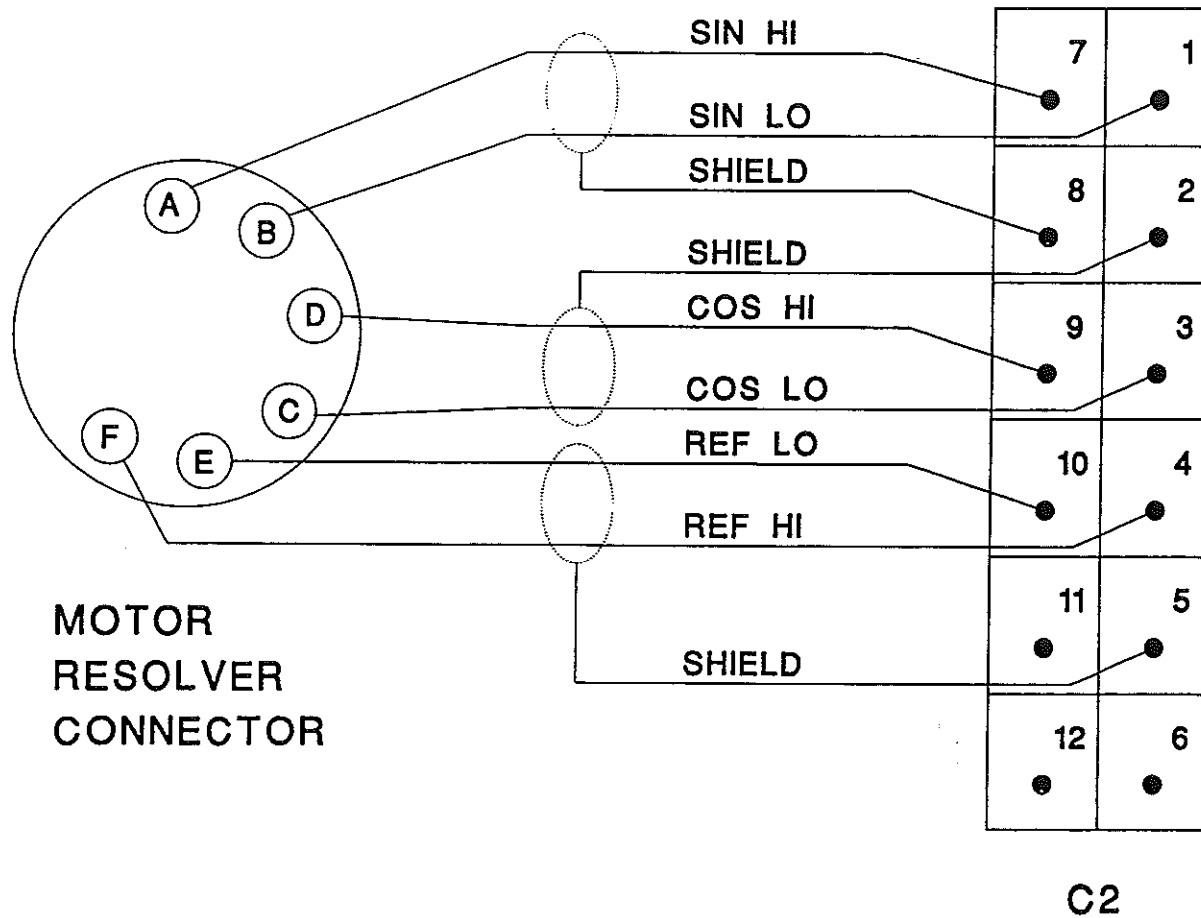 SIN HI
7 1
SIN LO
SHIELD
8 2
A
B
SHIELD
COS HI
D
9 3
COS LO
C
REF LO
F
E
10 4
REF HI
11 5
MOTOR
RESOLVER
CONNECTOR
SHIELD
12 6
C2